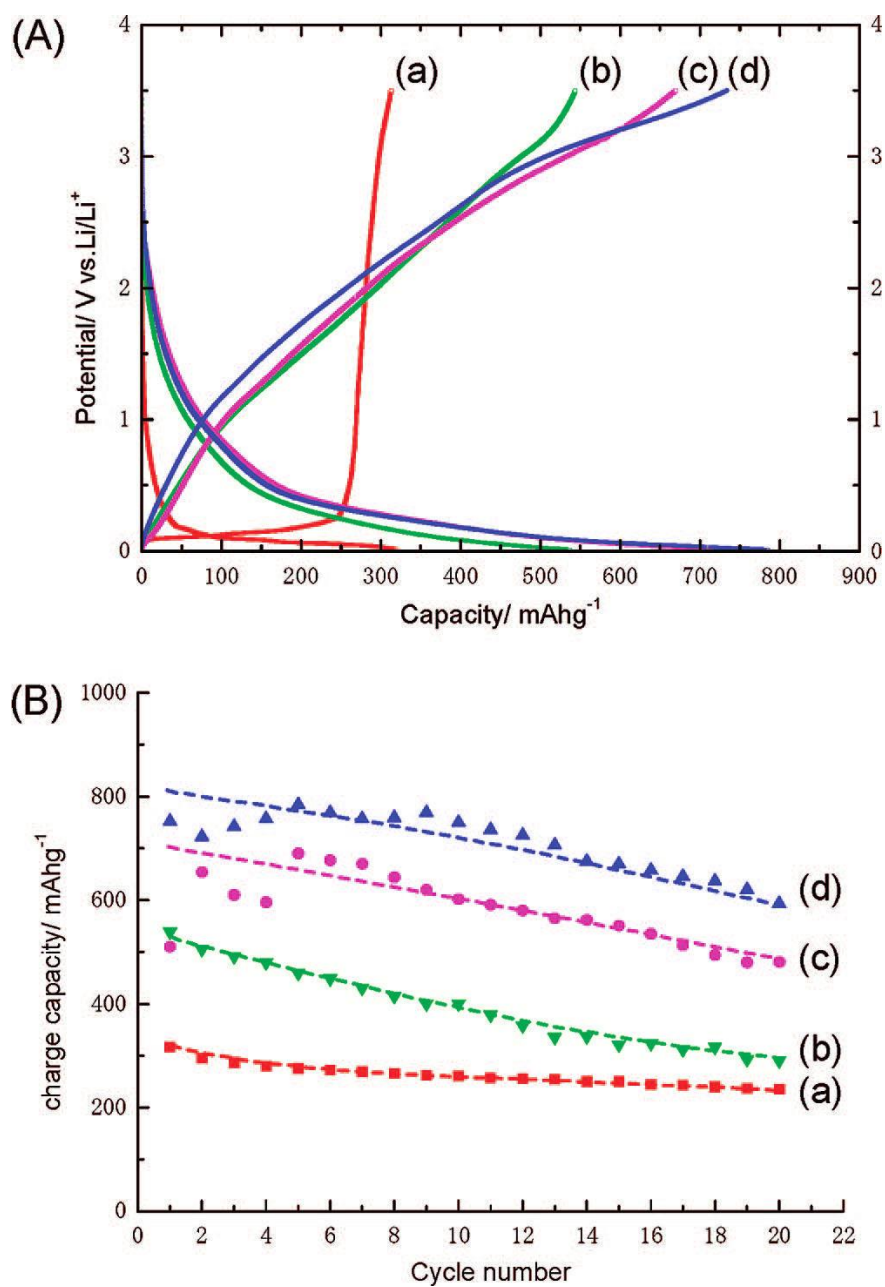 (A)
(a) (b) (c) (d)
4 4
3 3
2 2
1 1
0 0
Potential/ V vs.Li/Li⁺
0 100 200 300 400 500 600 700 800 900
Capacity/ mAhg⁻¹
(B)
1000
800
600
400
200
0
charge capacity/ mAhg⁻¹
(d)
(c)
(b)
(a)
0 2 4 6 8 10 12 14 16 18 20 22
Cycle number